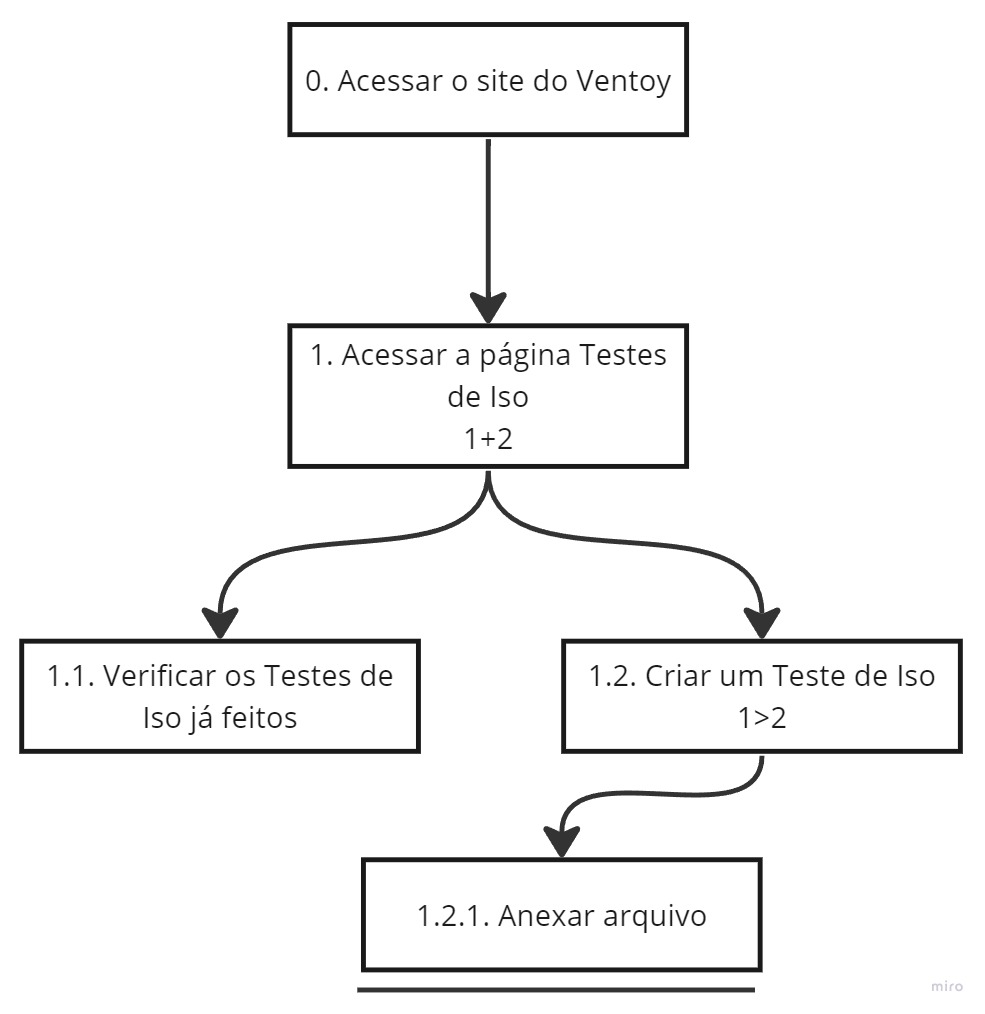 0. Acessar o site do Ventoy
1. Acessar a página Testes
de Iso
1+2
1.1. Verificar os Testes de
Iso já feitos
1.2. Criar um Teste de Iso
1>2
1.2.1. Anexar arquivo
miro